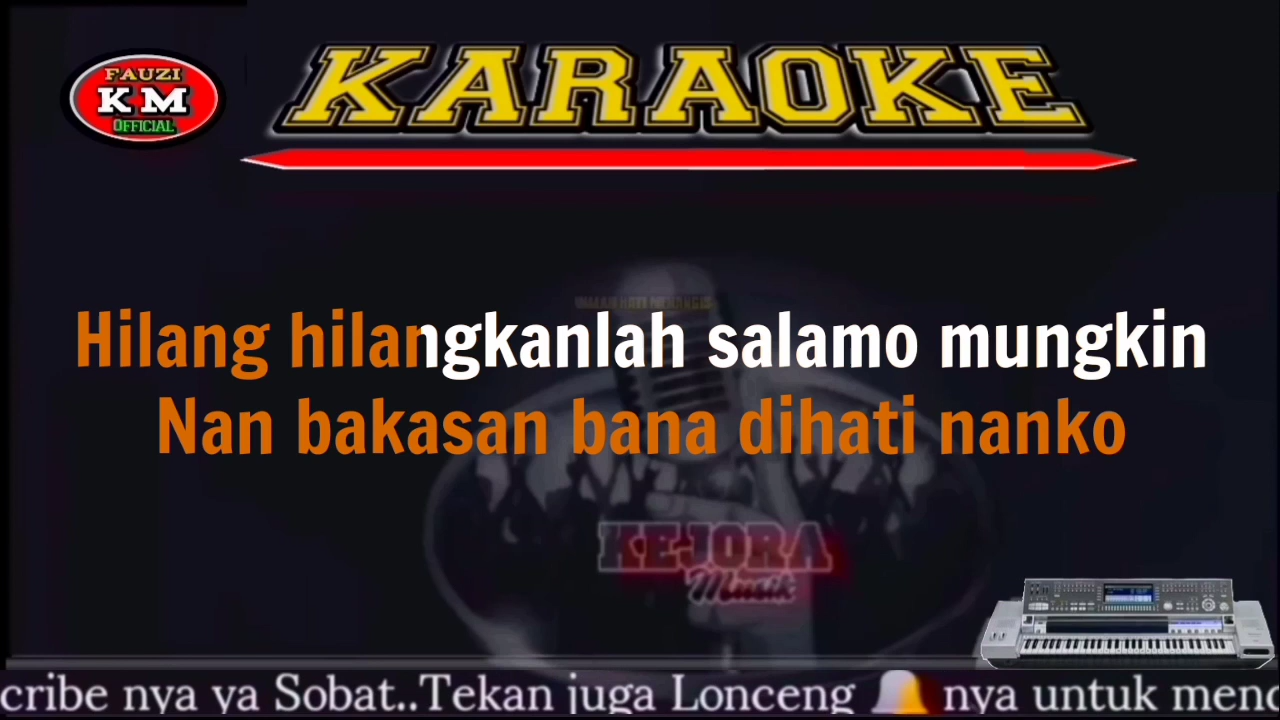 FAUZI
KM
OFFICIAL
KARAOKE
Hilang hilangkanlah salamo mungkin
Nan bakasan bana dihati nanko
KEJORA
Musik
cribe nya ya Sobat..Tekan juga Lonceng 🔔 nya untuk mend